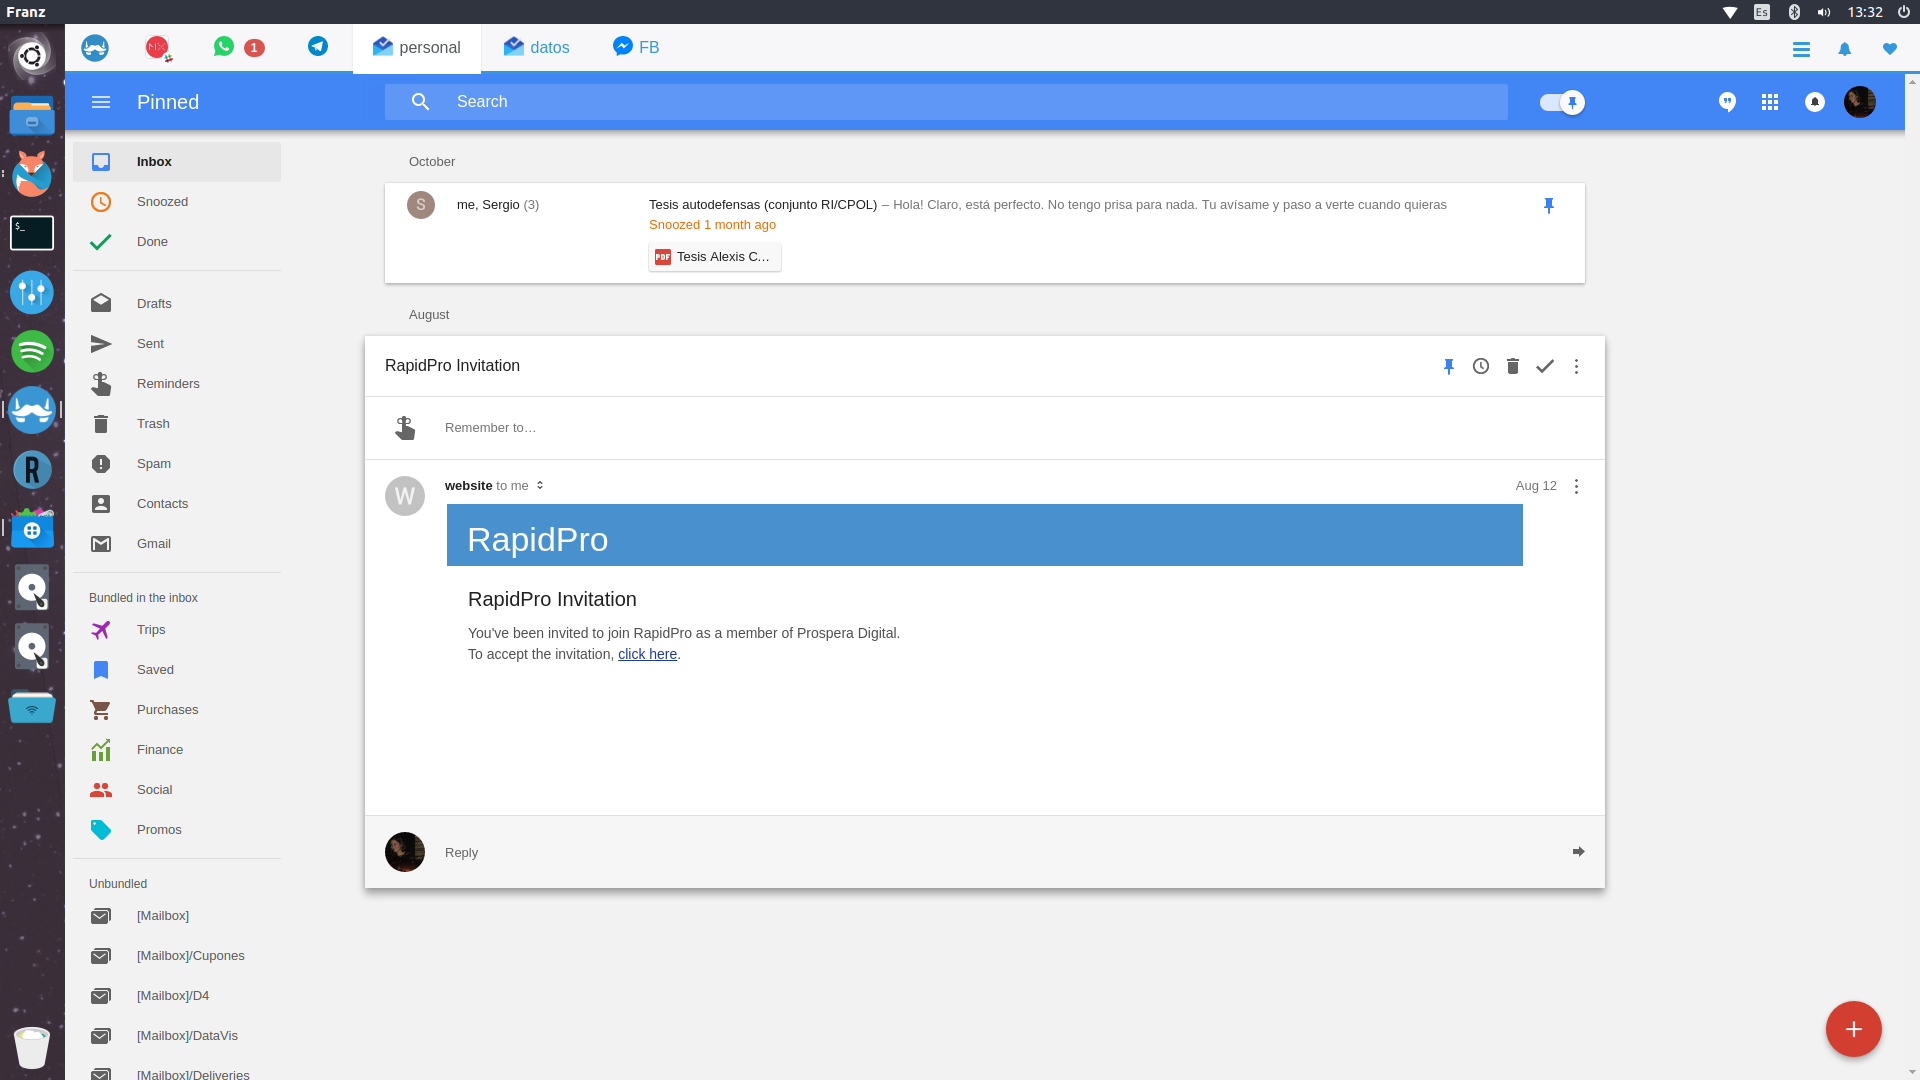 Franz
Es
13:32
1
personal
datos
FB
Pinned
Search
Inbox
Snoozed
Done
Drafts
Sent
Reminders
Trash
Spam
Contacts
Gmail
Bundled in the inbox
Trips
Saved
Purchases
Finance
Social
Promos
Unbundled
[Mailbox]
[Mailbox]/Cupones
[Mailbox]/D4
[Mailbox]/DataVis
[Mailbox]/Deliveries
October
S
me, Sergio (3)
Tesis autodefensas (conjunto RI/CPOL) – Hola! Claro, está perfecto. No tengo prisa para nada. Tu avísame y paso a verte cuando quieras
Snoozed 1 month ago
PDF Tesis Alexis C…
August
RapidPro Invitation
Remember to…
W
website to me
Aug 12
RapidPro
RapidPro Invitation
You've been invited to join RapidPro as a member of Prospera Digital.
To accept the invitation, click here.
Reply